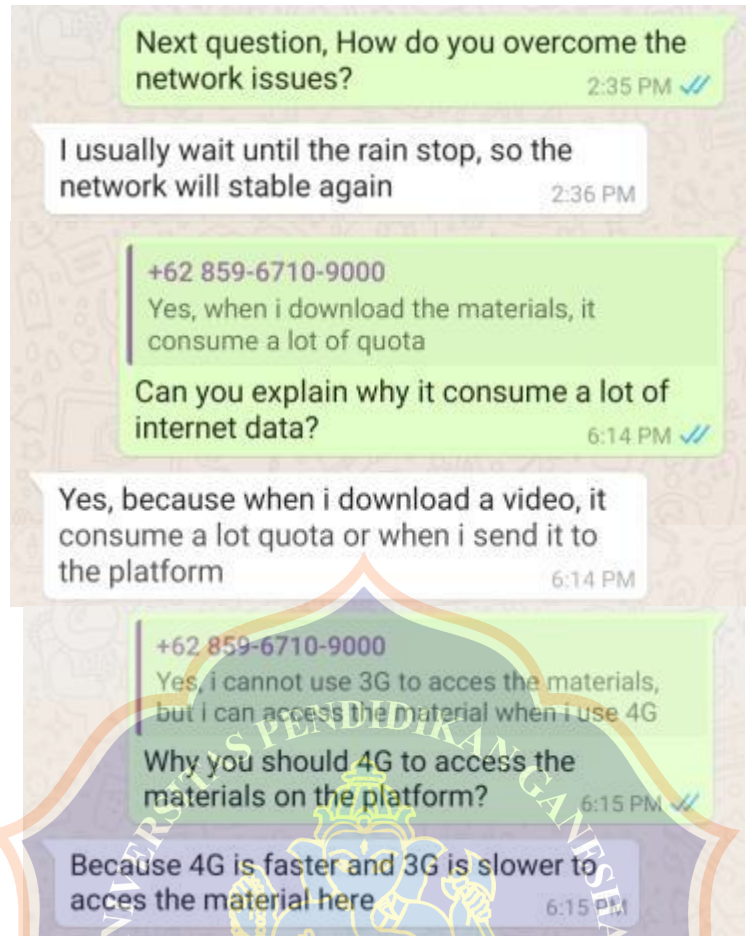 Next question, How do you overcome the
network issues?
2:35 PM
I usually wait until the rain stop, so the
network will stable again
2:36 PM
+62 859-6710-9000
Yes, when i download the materials, it
consume a lot of quota
Can you explain why it consume a lot of
internet data?
6:14 PM
Yes, because when i download a video, it
consume a lot quota or when i send it to
the platform
6:14 PM
+62 859-6710-9000
Yes, i cannot use 3G to acces the materials,
but i can access the material when i use 4G
Why you should 4G to access the
materials on the platform?
6:15 PM
Because 4G is faster and 3G is slower to
acces the material here
6:15 PM
PENDIDIKAN GANESHA